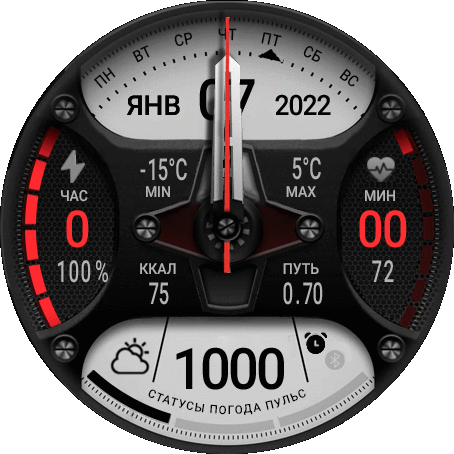 ПН ВТ СР ЧТ ПТ СБ ВС
ЯНВ 07 2022
-15°C 5°C
MIN MAX
ЧАС МИН
0 00
100 % 72
ККАЛ ПУТЬ
75 0.70
1000
СТАТУСЫ ПОГОДА ПУЛЬС